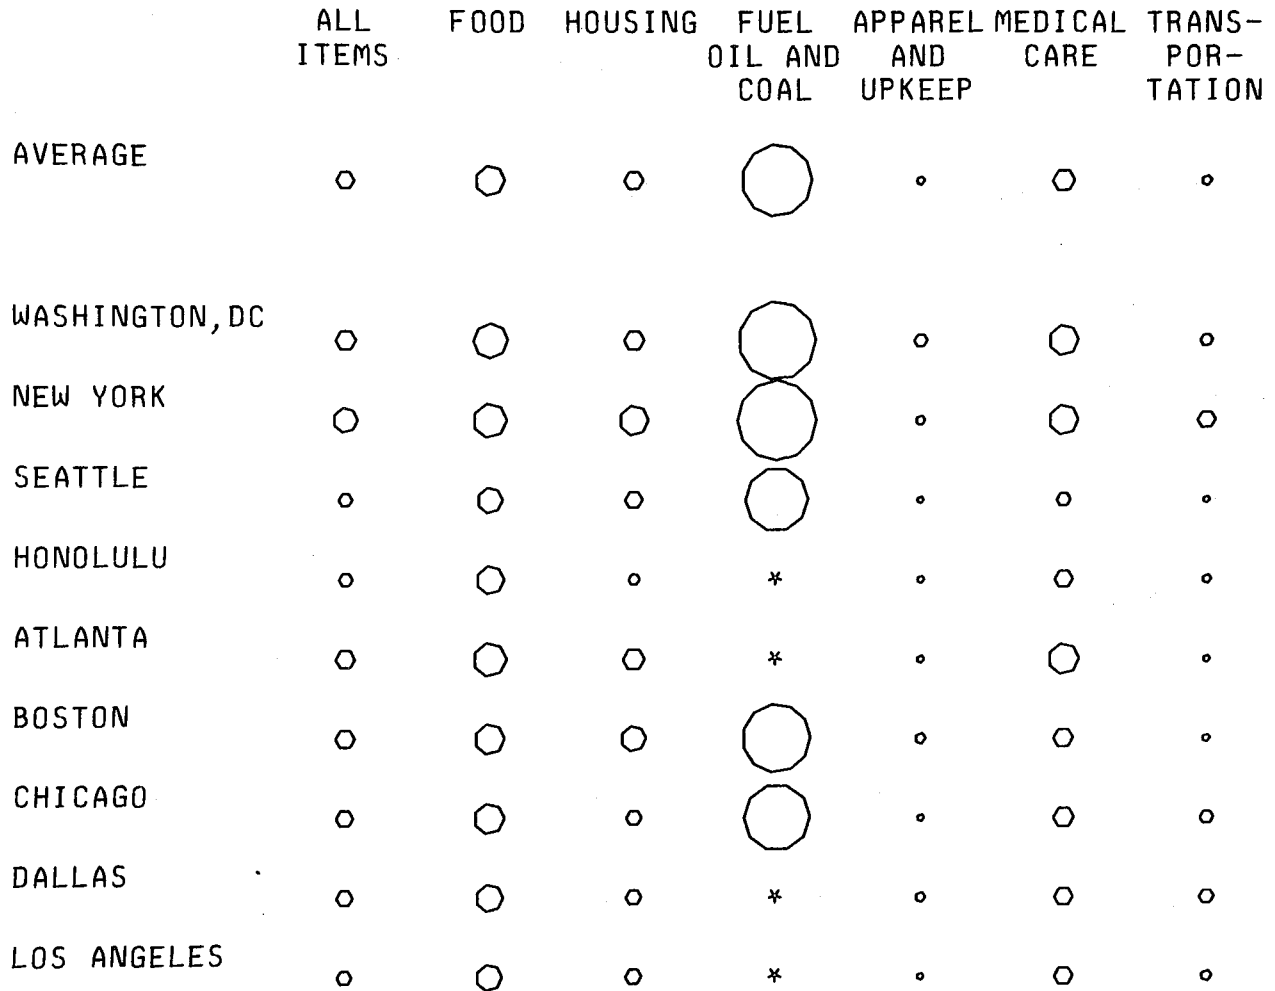 ALL FOOD HOUSING FUEL APPAREL MEDICAL TRANS-
ITEMS OIL AND AND CARE POR-
COAL UPKEEP TATION
AVERAGE
WASHINGTON, DC
NEW YORK
SEATTLE
HONOLULU
* 
ATLANTA
* 
BOSTON
CHICAGO
DALLAS
* 
LOS ANGELES
*